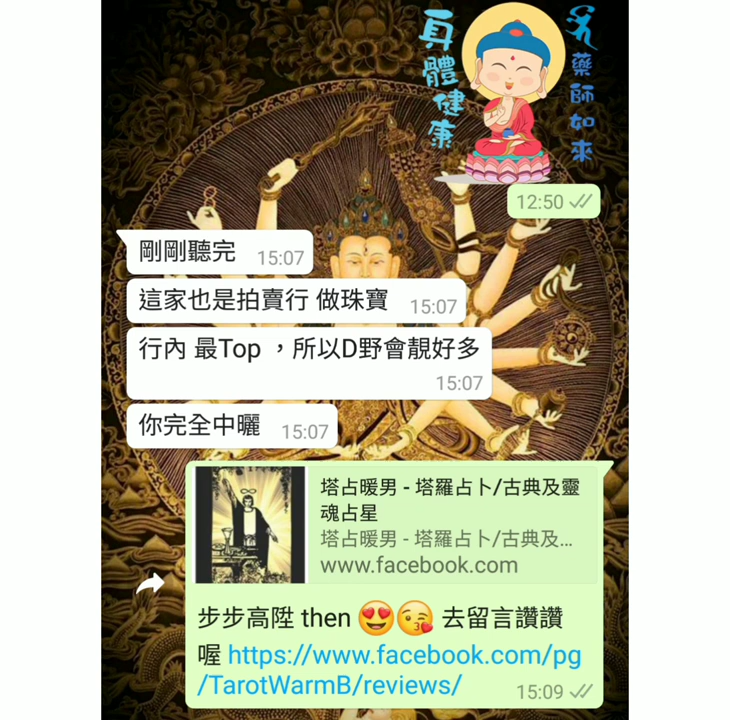 身體健康
藥師如來
12:50
剛剛聽完 15:07
這家也是拍賣行 做珠寶 15:07
行內 最Top ，所以D野會靚好多
15:07
你完全中曬 15:07
塔占暖男 - 塔羅占卜/古典及靈
魂占星
塔占暖男 - 塔羅占卜/古典及...
www.facebook.com
步步高陞 then 😍😘 去留言讚讚
喔 https://www.facebook.com/pg
/TarotWarmB/reviews/ 15:09